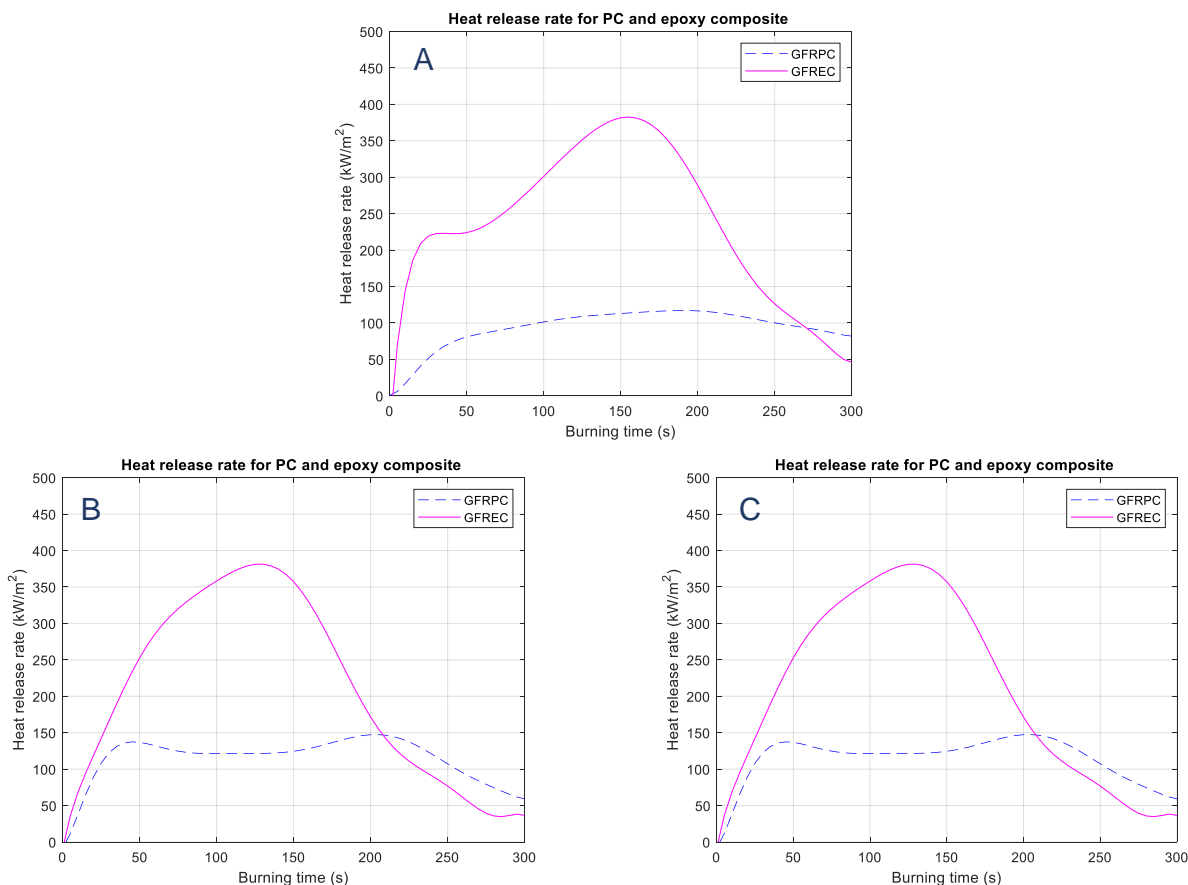 Heat release rate for PC and epoxy composite
A
GFRPC
GFREC
500
450
400
350
300
250
200
150
100
50
0
Heat release rate (kW/m²)
0 50 100 150 200 250 300
Burning time (s)
Heat release rate for PC and epoxy composite
B
GFRPC
GFREC
500
450
400
350
300
250
200
150
100
50
0
Heat release rate (kW/m²)
0 50 100 150 200 250 300
Burning time (s)
Heat release rate for PC and epoxy composite
C
GFRPC
GFREC
500
450
400
350
300
250
200
150
100
50
0
Heat release rate (kW/m²)
0 50 100 150 200 250 300
Burning time (s)